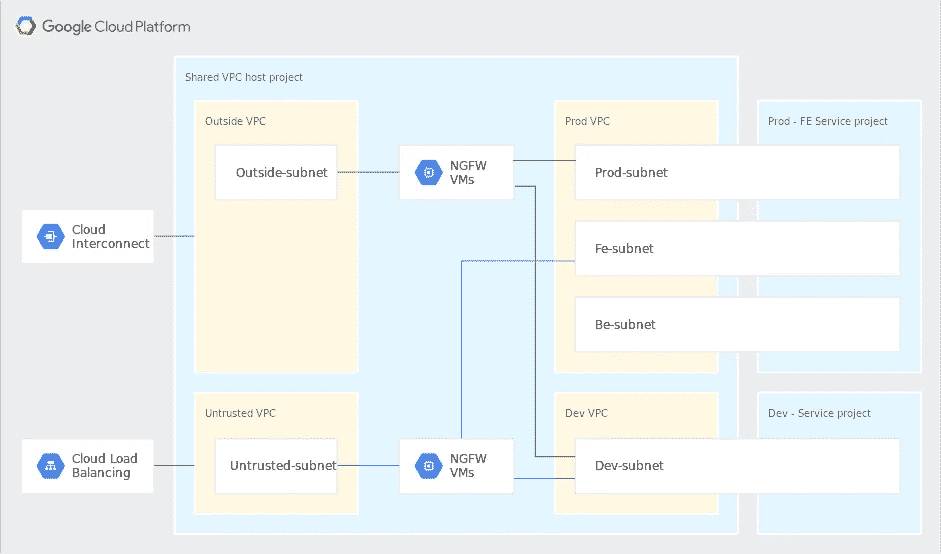 Google Cloud Platform
Shared VPC host project
Outside VPC
Prod VPC
Prod - FE Service project
Outside-subnet
NGFW
VMs
Prod-subnet
Cloud
Interconnect
Fe-subnet
Be-subnet
Untrusted VPC
Dev VPC
Dev - Service project
Cloud Load
Balancing
Untrusted-subnet
NGFW
VMs
Dev-subnet